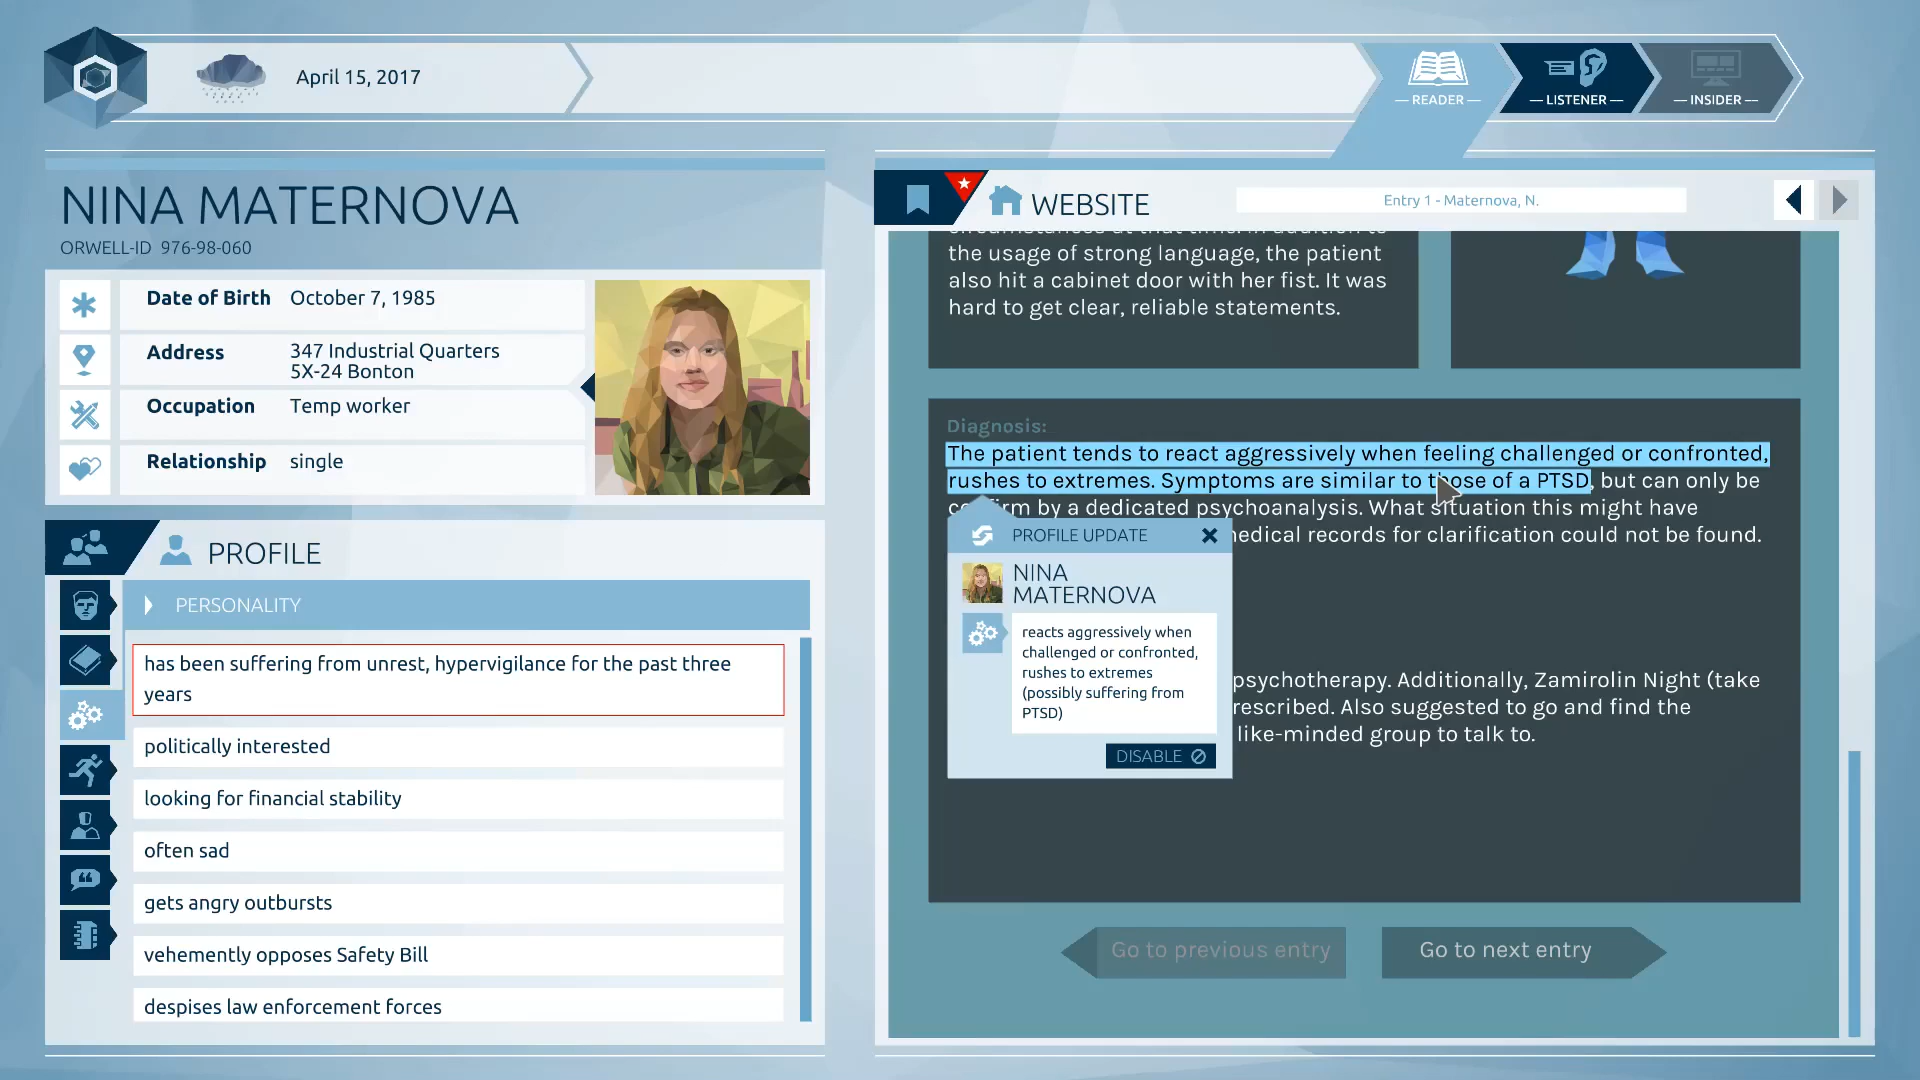 April 15, 2017
— READER —
— LISTENER —
— INSIDER —
NINA MATERNOVA
ORWELL-ID 976-98-060
Date of Birth October 7, 1985
Address 347 Industrial Quarters
5X-24 Bonton
Occupation Temp worker
Relationship single
PROFILE
PERSONALITY
has been suffering from unrest, hypervigilance for the past three
years
politically interested
looking for financial stability
often sad
gets angry outbursts
vehemently opposes Safety Bill
despises law enforcement forces
WEBSITE
Entry 1 - Maternova, N.
circumstances at that time. In addition to
the usage of strong language, the patient
also hit a cabinet door with her fist. It was
hard to get clear, reliable statements.
Diagnosis:
The patient tends to react aggressively when feeling challenged or confronted,
rushes to extremes. Symptoms are similar to those of a PTSD, but can only be
by a dedicated psychoanalysis. What situation this might have
medical records for clarification could not be found.
PROFILE UPDATE
NINA
MATERNOVA
reacts aggressively when
challenged or confronted,
rushes to extremes
(possibly suffering from
PTSD)
DISABLE
psychotherapy. Additionally, Zamirolin Night (take
rescribed. Also suggested to go and find the
like-minded group to talk to.
Go to previous entry
Go to next entry